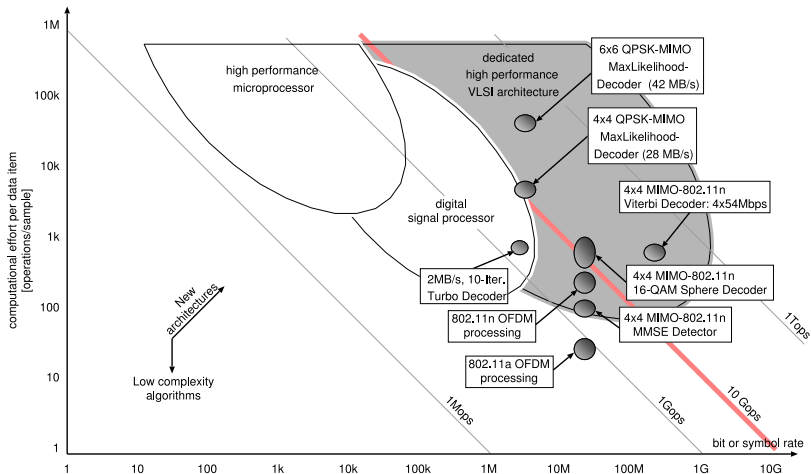 1M
100k
10k
1k
100
10
1
computational effort per data item
[operations/sample]
high performance
microprocessor
dedicated
high performance
VLSI architecture
digital
signal processor
6x6 QPSK-MIMO
MaxLikelihood-
Decoder (42 MB/s)
4x4 QPSK-MIMO
MaxLikelihood-
Decoder (28 MB/s)
4x4 MIMO-802.11n
Viterbi Decoder: 4x54Mbps
2MB/s, 10-Iter.
Turbo Decoder
4x4 MIMO-802.11n
16-QAM Sphere Decoder
802.11n OFDM
processing
4x4 MIMO-802.11n
MMSE Detector
802.11a OFDM
processing
New
architectures
Low complexity
algorithms
1Mops
1Gops
10 Gops
1Tops
bit or symbol rate
1 10 100 1k 10k 100k 1M 10M 100M 1G 10G